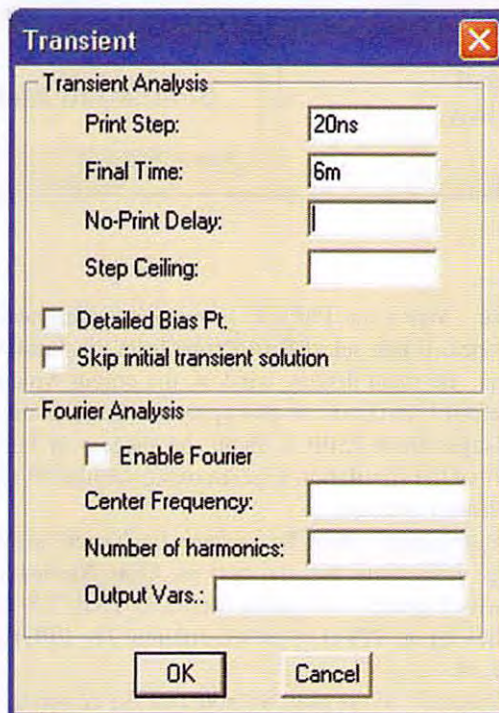 Transient
Transient Analysis
Print Step: 20ns
Final Time: 6m
No-Print Delay:
Step Ceiling:
Detailed Bias Pt.
Skip initial transient solution
Fourier Analysis
Enable Fourier
Center Frequency:
Number of harmonics:
Output Vars.:
OK Cancel